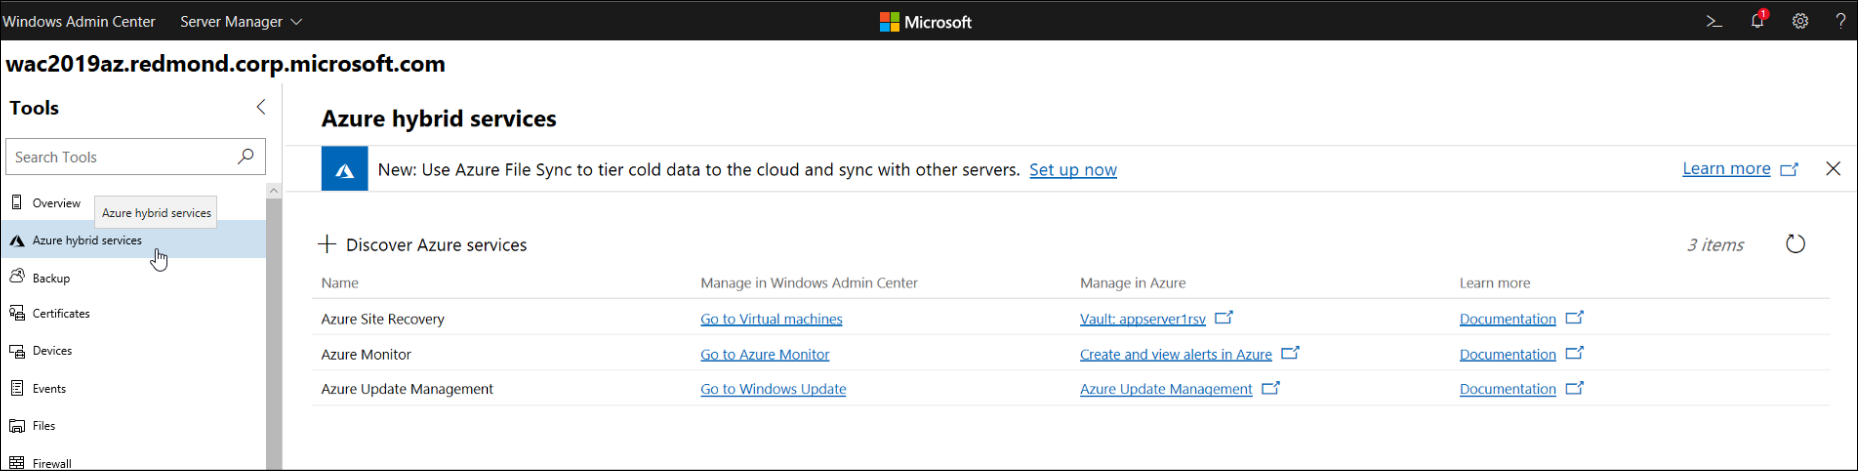 Windows Admin Center Server Manager Microsoft 1 ?
wac2019az.redmond.corp.microsoft.com
Tools
Search Tools
Overview
Azure hybrid services
Azure hybrid services
Backup
Certificates
Devices
Events
Files
Firewall
Azure hybrid services
New: Use Azure File Sync to tier cold data to the cloud and sync with other servers. Set up now Learn more
Discover Azure services 3 items
Name Manage in Windows Admin Center Manage in Azure Learn more
Azure Site Recovery Go to Virtual machines Vault: appserver1rsv Documentation
Azure Monitor Go to Azure Monitor Create and view alerts in Azure Documentation
Azure Update Management Go to Windows Update Azure Update Management Documentation